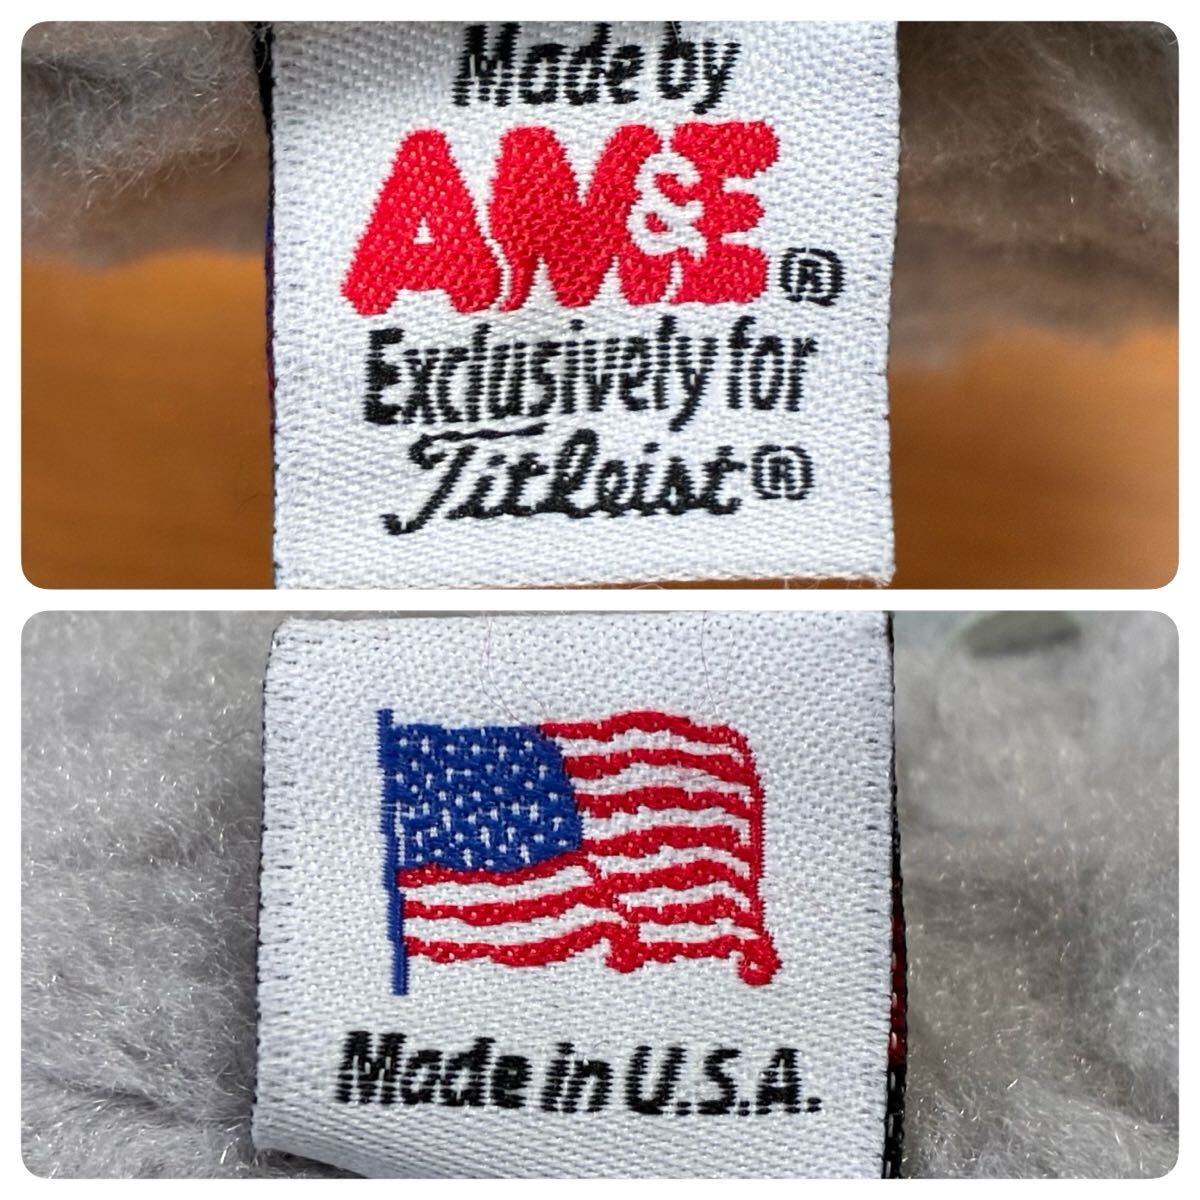 Made by
AM&E®
Exclusively for
Titleist®
Made in U.S.A.